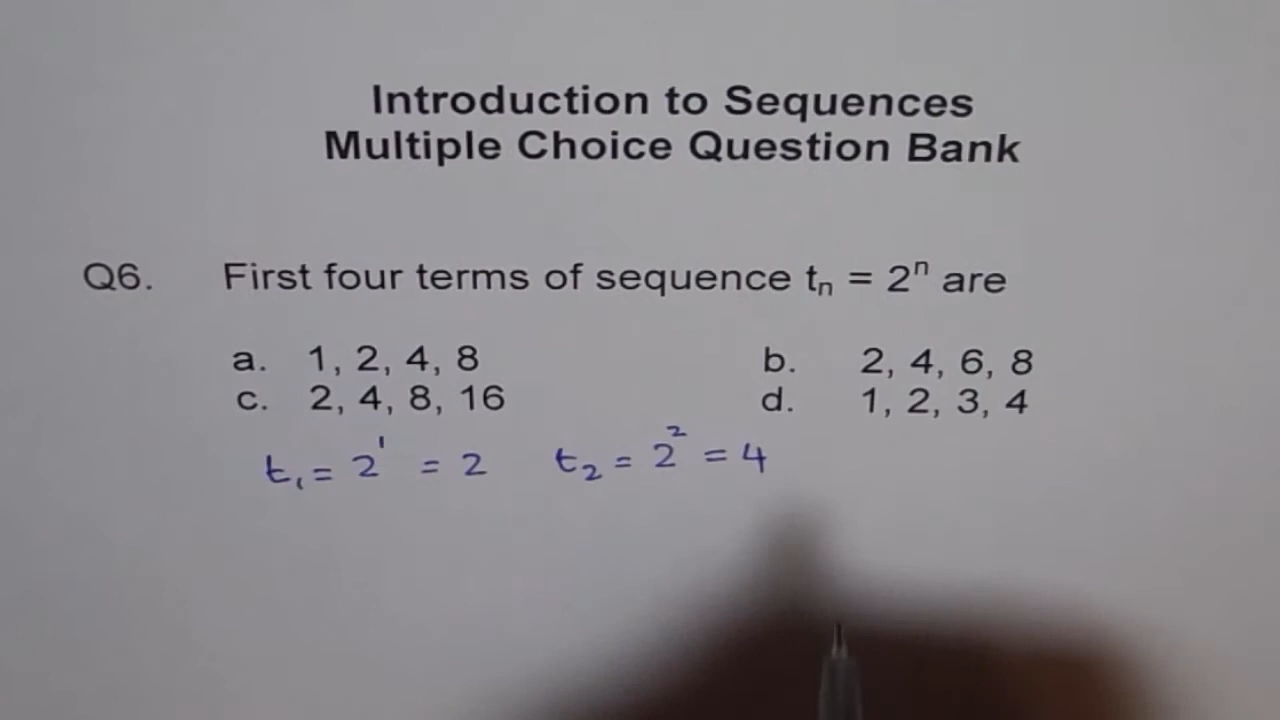 Introduction to Sequences
Multiple Choice Question Bank
Q6. First four terms of sequence tₙ = 2ⁿ are
a. 1, 2, 4, 8 b. 2, 4, 6, 8
c. 2, 4, 8, 16 d. 1, 2, 3, 4
t₁ = 2¹ = 2 t₂ = 2² = 4